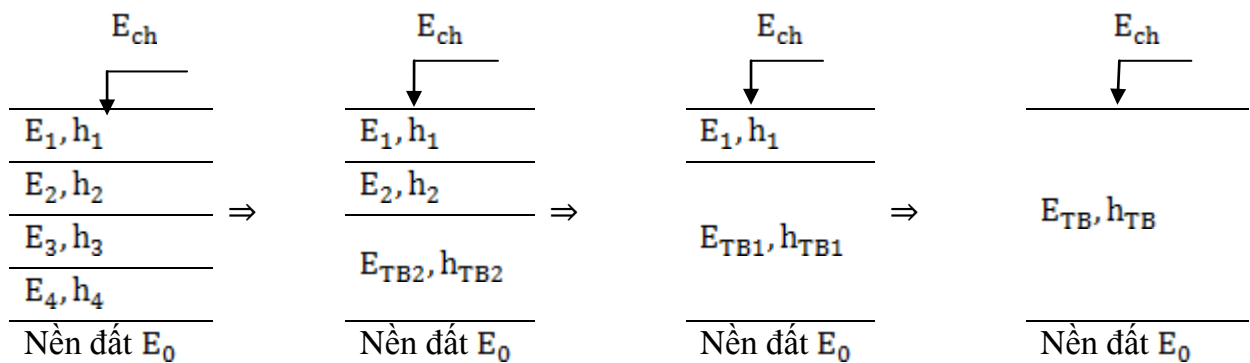 E_ch E_ch E_ch E_ch
E_1, h_1 E_1, h_1 E_1, h_1
E_2, h_2 ⇒ E_2, h_2 ⇒ ⇒
E_3, h_3 E_TB2, h_TB2 E_TB1, h_TB1 E_TB, h_TB
E_4, h_4
Nền đất E_0 Nền đất E_0 Nền đất E_0 Nền đất E_0